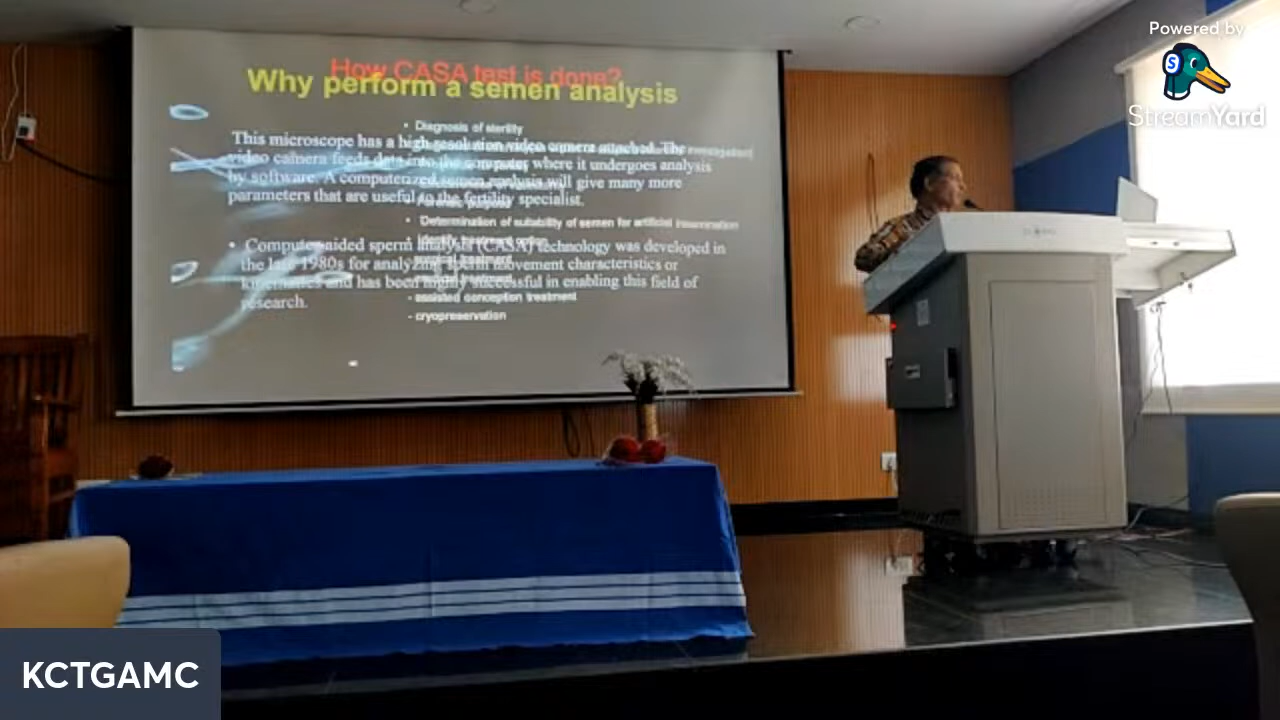 Powered by
StreamYard
How CASA test is done?
Why perform a semen analysis
• Diagnosis of sterility
This microscope has a high resolution video camera attached. The
video camera feeds data into the computer where it undergoes analysis
by software. A computerized semen analysis will give many more
parameters that are useful to the fertility specialist.
Determination of suitability of semen for artificial insemination
• Computer-aided sperm analysis (CASA) technology was developed in
the late 1980s for analyzing sperm movement characteristics or
kinematics and has been highly successful in enabling this field of
research.
- assisted conception treatment
- cryopreservation
KCTGAMC